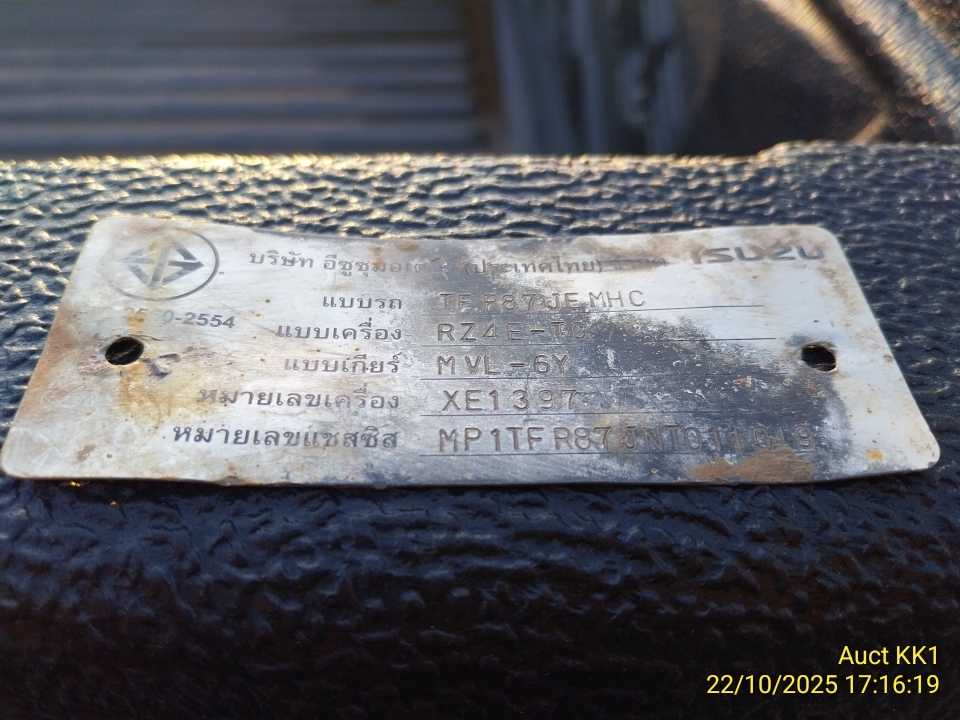 บริษัท อีซูซุมอเตอร์ (ประเทศไทย) ISUZU
แบบรถ TFR87JEMHC
-2554
แบบเครื่อง RZ4E-TC
แบบเกียร์ MVL-6Y
หมายเลขเครื่อง XE1397
หมายเลขแชสซิส MP1TFR87JNT011049
Auct KK1
22/10/2025 17:16:19